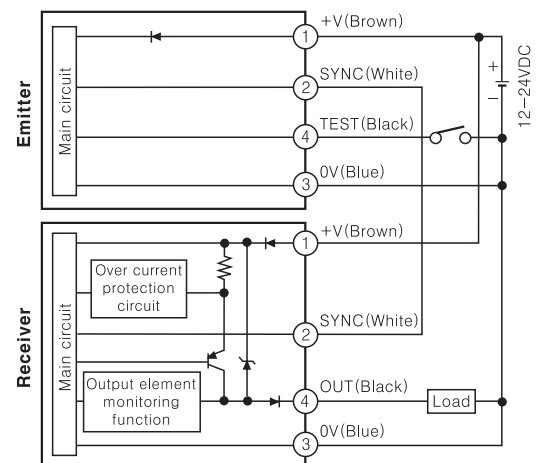 Emitter
Main circuit
1 +V(Brown)
2 SYNC(White)
4 TEST(Black)
3 0V(Blue)
+
−
12−24VDC
Receiver
Main circuit
1 +V(Brown)
Over current
protection
circuit
2 SYNC(White)
Output element
monitoring
function
4 OUT(Black)
Load
3 0V(Blue)